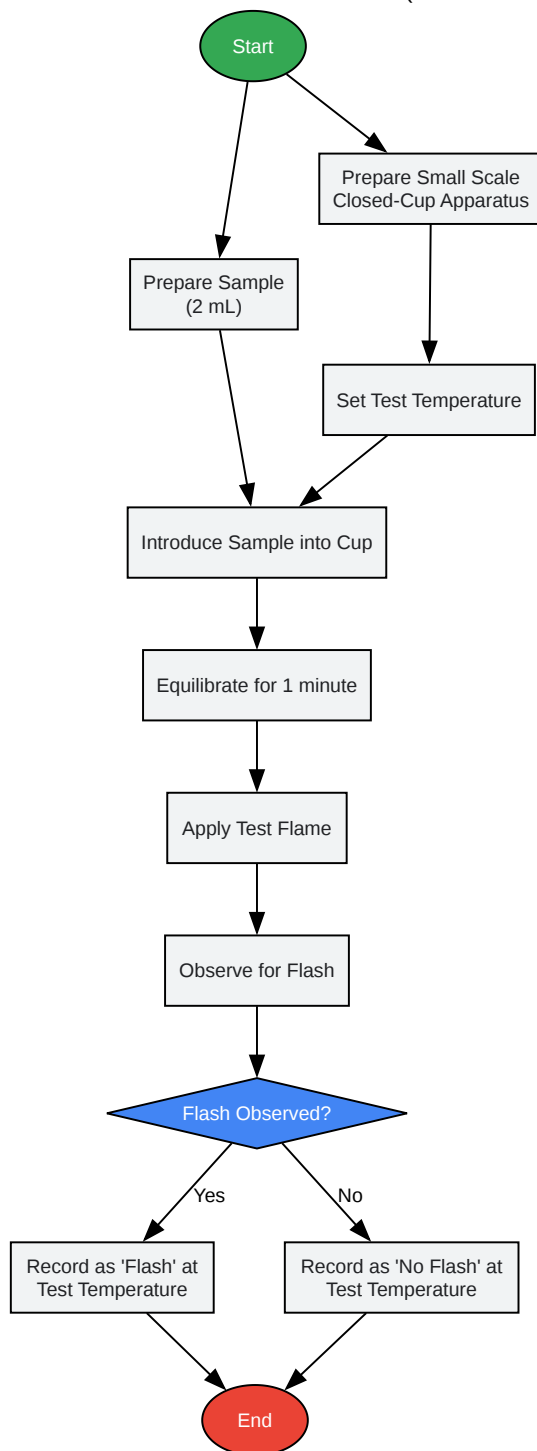 (
Start
Prepare Small Scale
Closed-Cup Apparatus
Prepare Sample
(2 mL)
Set Test Temperature
Introduce Sample into Cup
Equilibrate for 1 minute
Apply Test Flame
Observe for Flash
Flash Observed?
Yes
No
Record as 'Flash' at
Test Temperature
Record as 'No Flash' at
Test Temperature
End